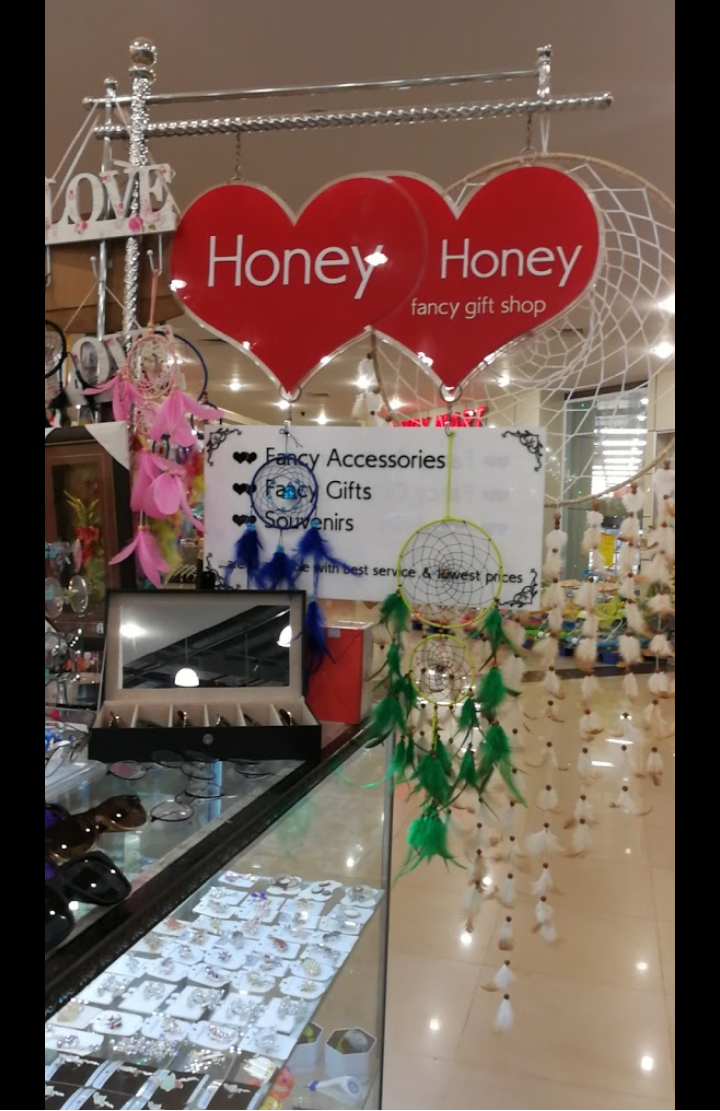 LOVE
Honey
Honey
fancy gift shop
Fancy Accessories
Fancy Gifts
Souvenirs
with best service & lowest prices